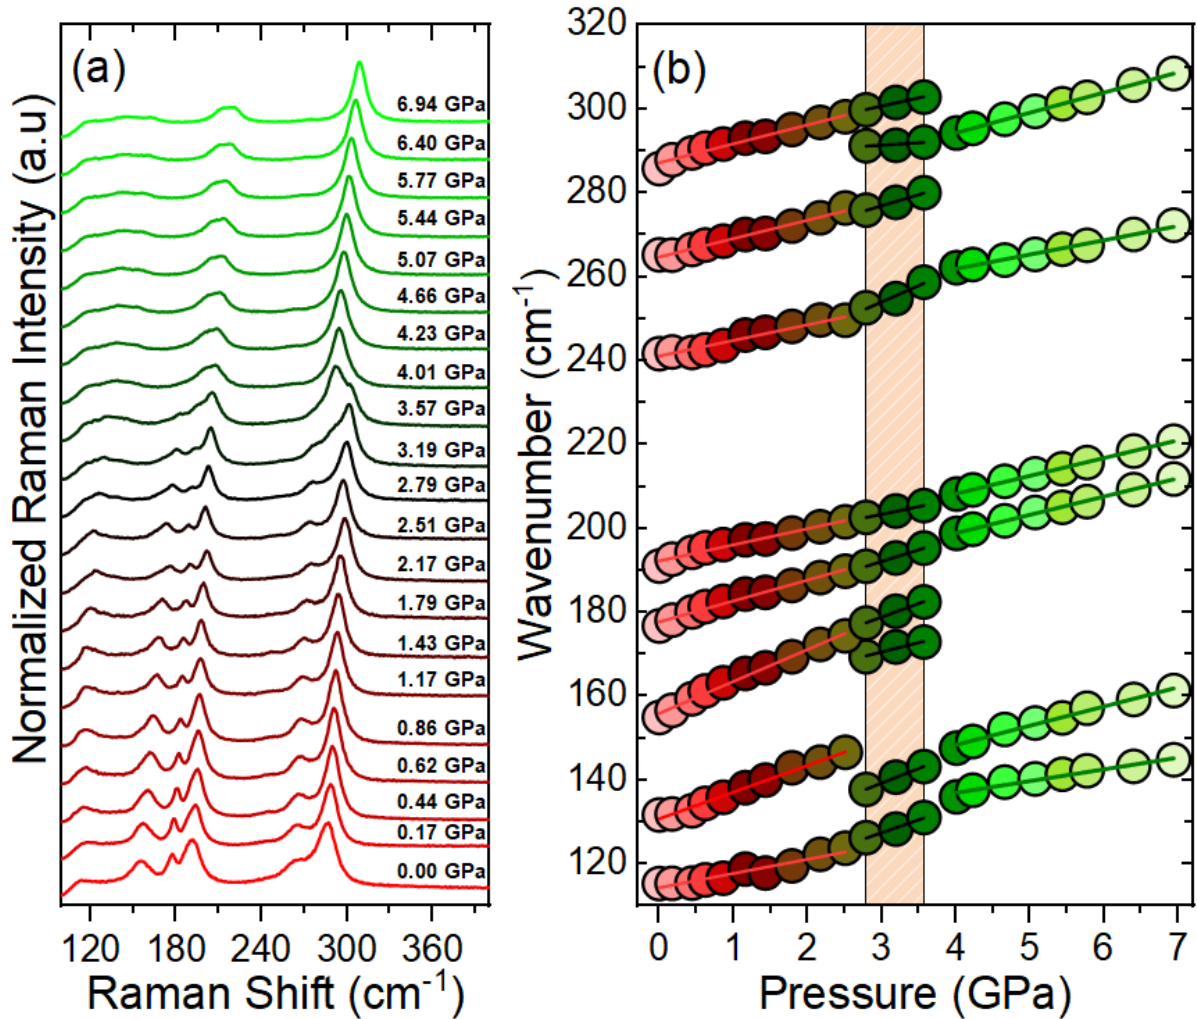 (a)
6.94 GPa
6.40 GPa
5.77 GPa
5.44 GPa
5.07 GPa
4.66 GPa
4.23 GPa
4.01 GPa
3.57 GPa
3.19 GPa
2.79 GPa
2.51 GPa
2.17 GPa
1.79 GPa
1.43 GPa
1.17 GPa
0.86 GPa
0.62 GPa
0.44 GPa
0.17 GPa
0.00 GPa
Normalized Raman Intensity (a.u)
120 180 240 300 360
Raman Shift (cm⁻¹)
(b)
320
300
280
260
240
220
200
180
160
140
120
Wavenumber (cm⁻¹)
0 1 2 3 4 5 6 7
Pressure (GPa)